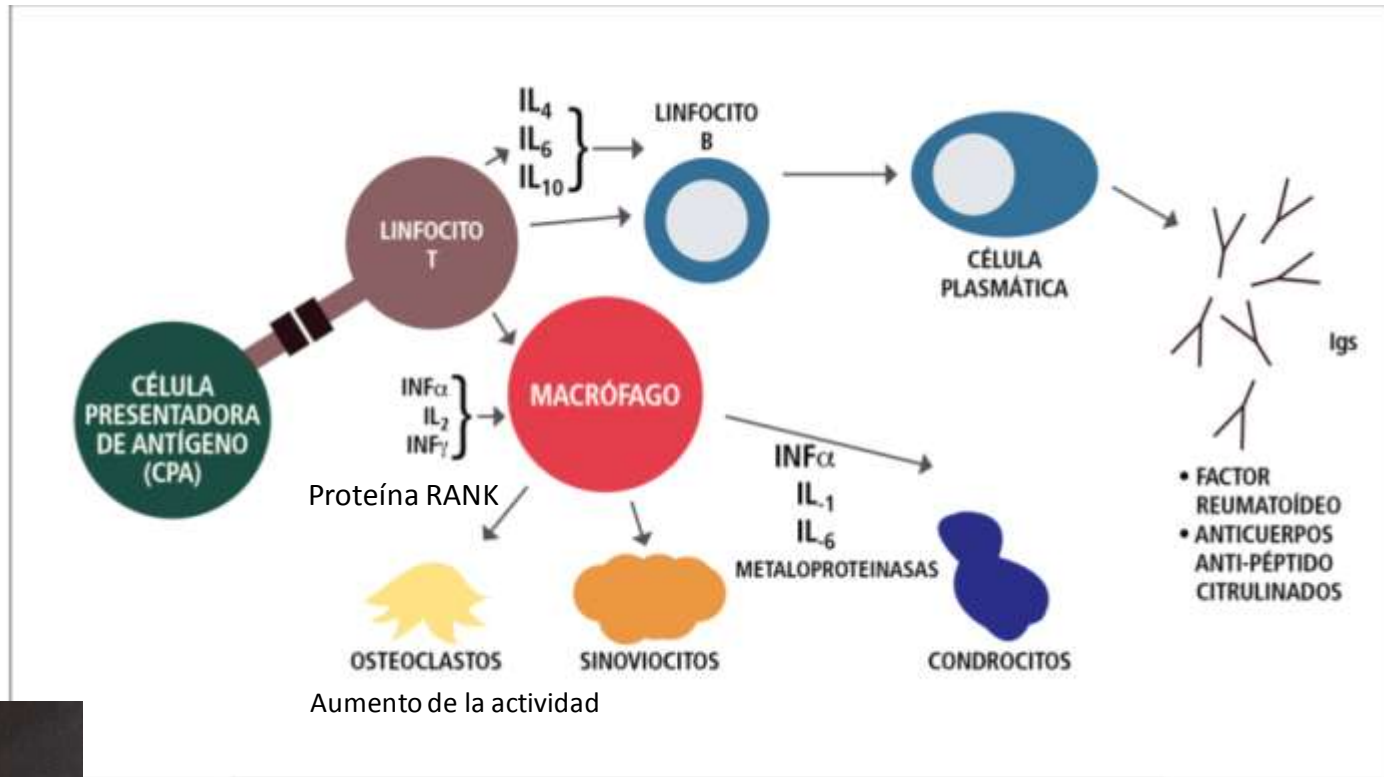 IL4
IL6
IL10
LINFOCITO
B
LINFOCITO
T
CÉLULA
PLASMÁTICA
Igs
CÉLULA
PRESENTADORA
DE ANTÍGENO
(CPA)
INFα
IL2
INFγ
MACRÓFAGO
Proteína RANK
INFα
IL-1
IL-6
METALOPROTEINASAS
• FACTOR
REUMATOÍDEO
• ANTICUERPOS
ANTI-PÉPTIDO
CITRULINADOS
OSTEOCLASTOS
SINOVIOCITOS
CONDROCITOS
Aumento de la actividad